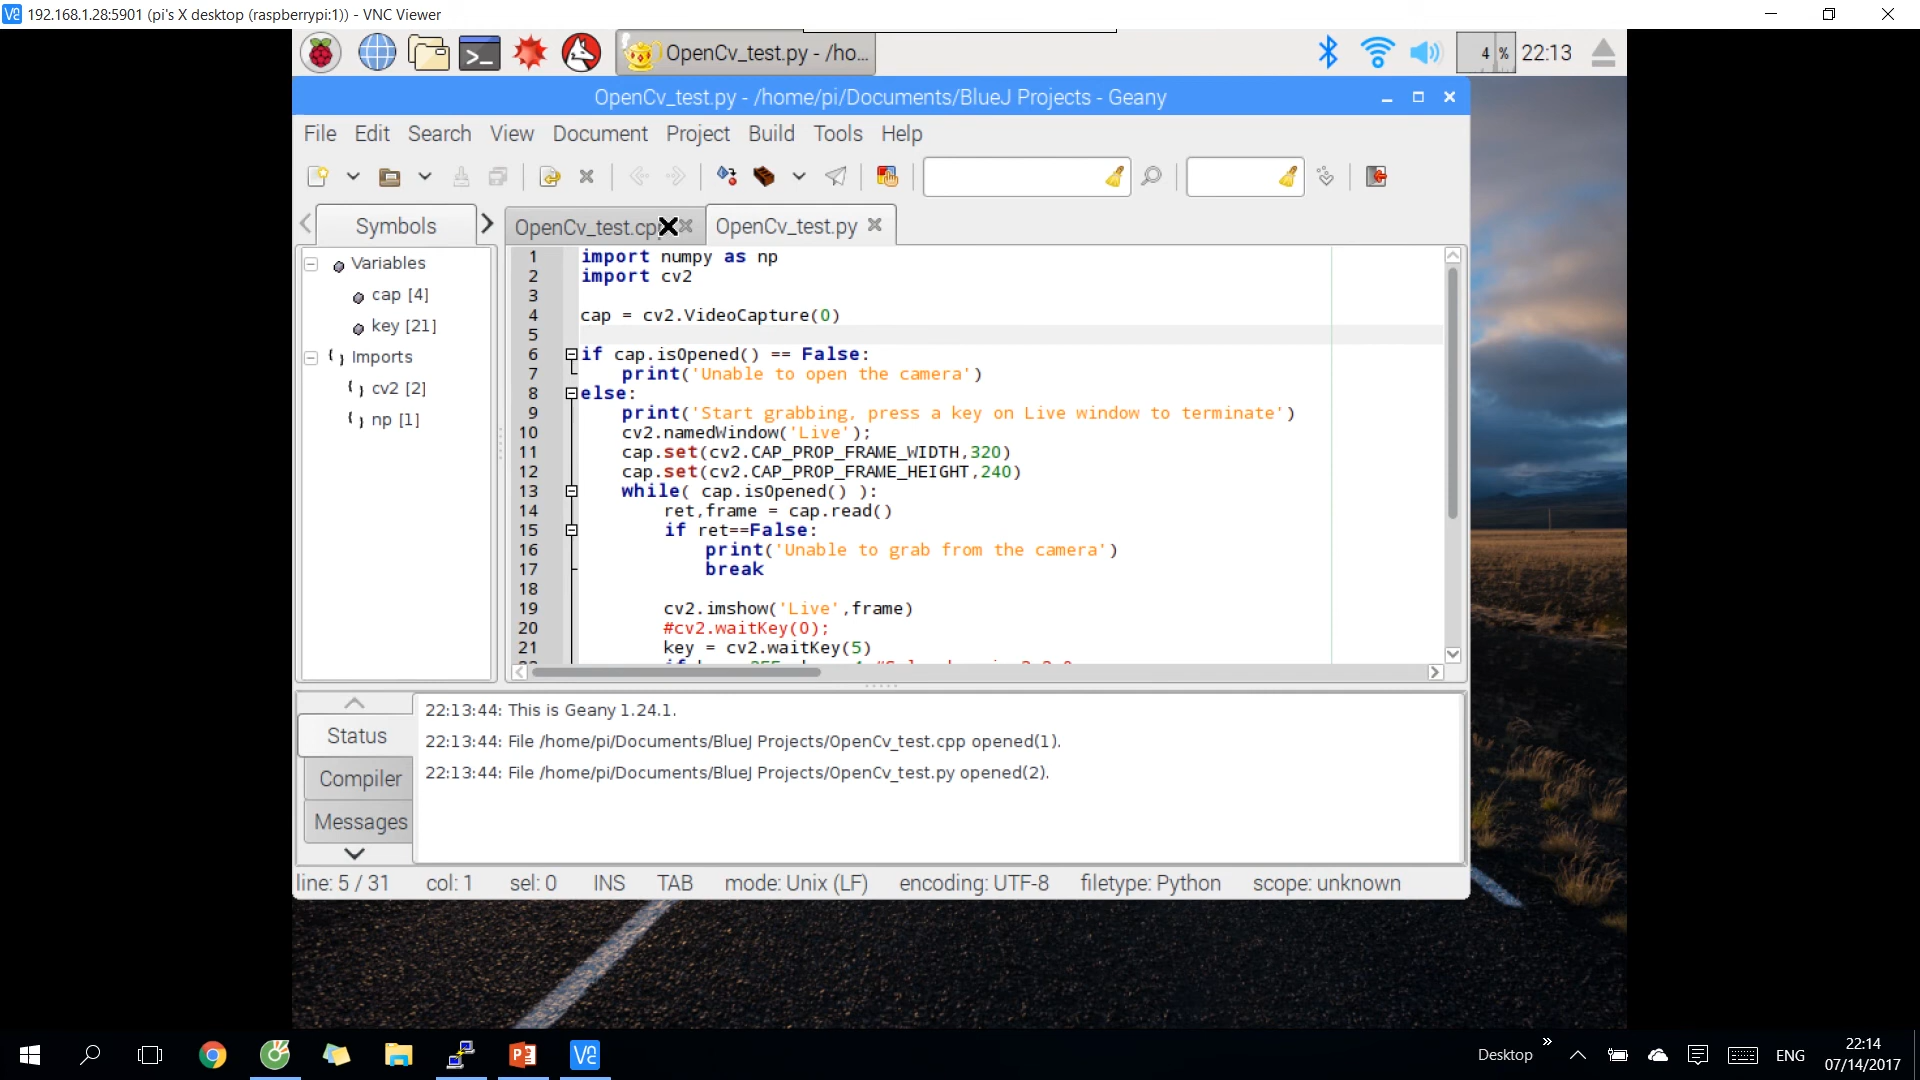 192.168.1.28:5901 (pi's X desktop (raspberrypi:1)) - VNC Viewer
OpenCv_test.py - /ho...
4 %
22:13
OpenCv_test.py - /home/pi/Documents/BlueJ Projects - Geany
File Edit Search View Document Project Build Tools Help
Symbols
OpenCv_test.cp
OpenCv_test.py
Variables
cap [4]
key [21]
Imports
cv2 [2]
np [1]
1 import numpy as np
2 import cv2
3
4 cap = cv2.VideoCapture(0)
5
6 if cap.isOpened() == False:
7 print('Unable to open the camera')
8 else:
9 print('Start grabbing, press a key on Live window to terminate')
10 cv2.namedWindow('Live');
11 cap.set(cv2.CAP_PROP_FRAME_WIDTH,320)
12 cap.set(cv2.CAP_PROP_FRAME_HEIGHT,240)
13 while( cap.isOpened() ):
14 ret,frame = cap.read()
15 if ret==False:
16 print('Unable to grab from the camera')
17 break
18
19 cv2.imshow('Live',frame)
20 #cv2.waitKey(0);
21 key = cv2.waitKey(5)
Status
Compiler
Messages
22:13:44: This is Geany 1.24.1.
22:13:44: File /home/pi/Documents/BlueJ Projects/OpenCv_test.cpp opened(1).
22:13:44: File /home/pi/Documents/BlueJ Projects/OpenCv_test.py opened(2).
line: 5 / 31 col: 1 sel: 0 INS TAB mode: Unix (LF) encoding: UTF-8 filetype: Python scope: unknown
Desktop
ENG
22:14
07/14/2017